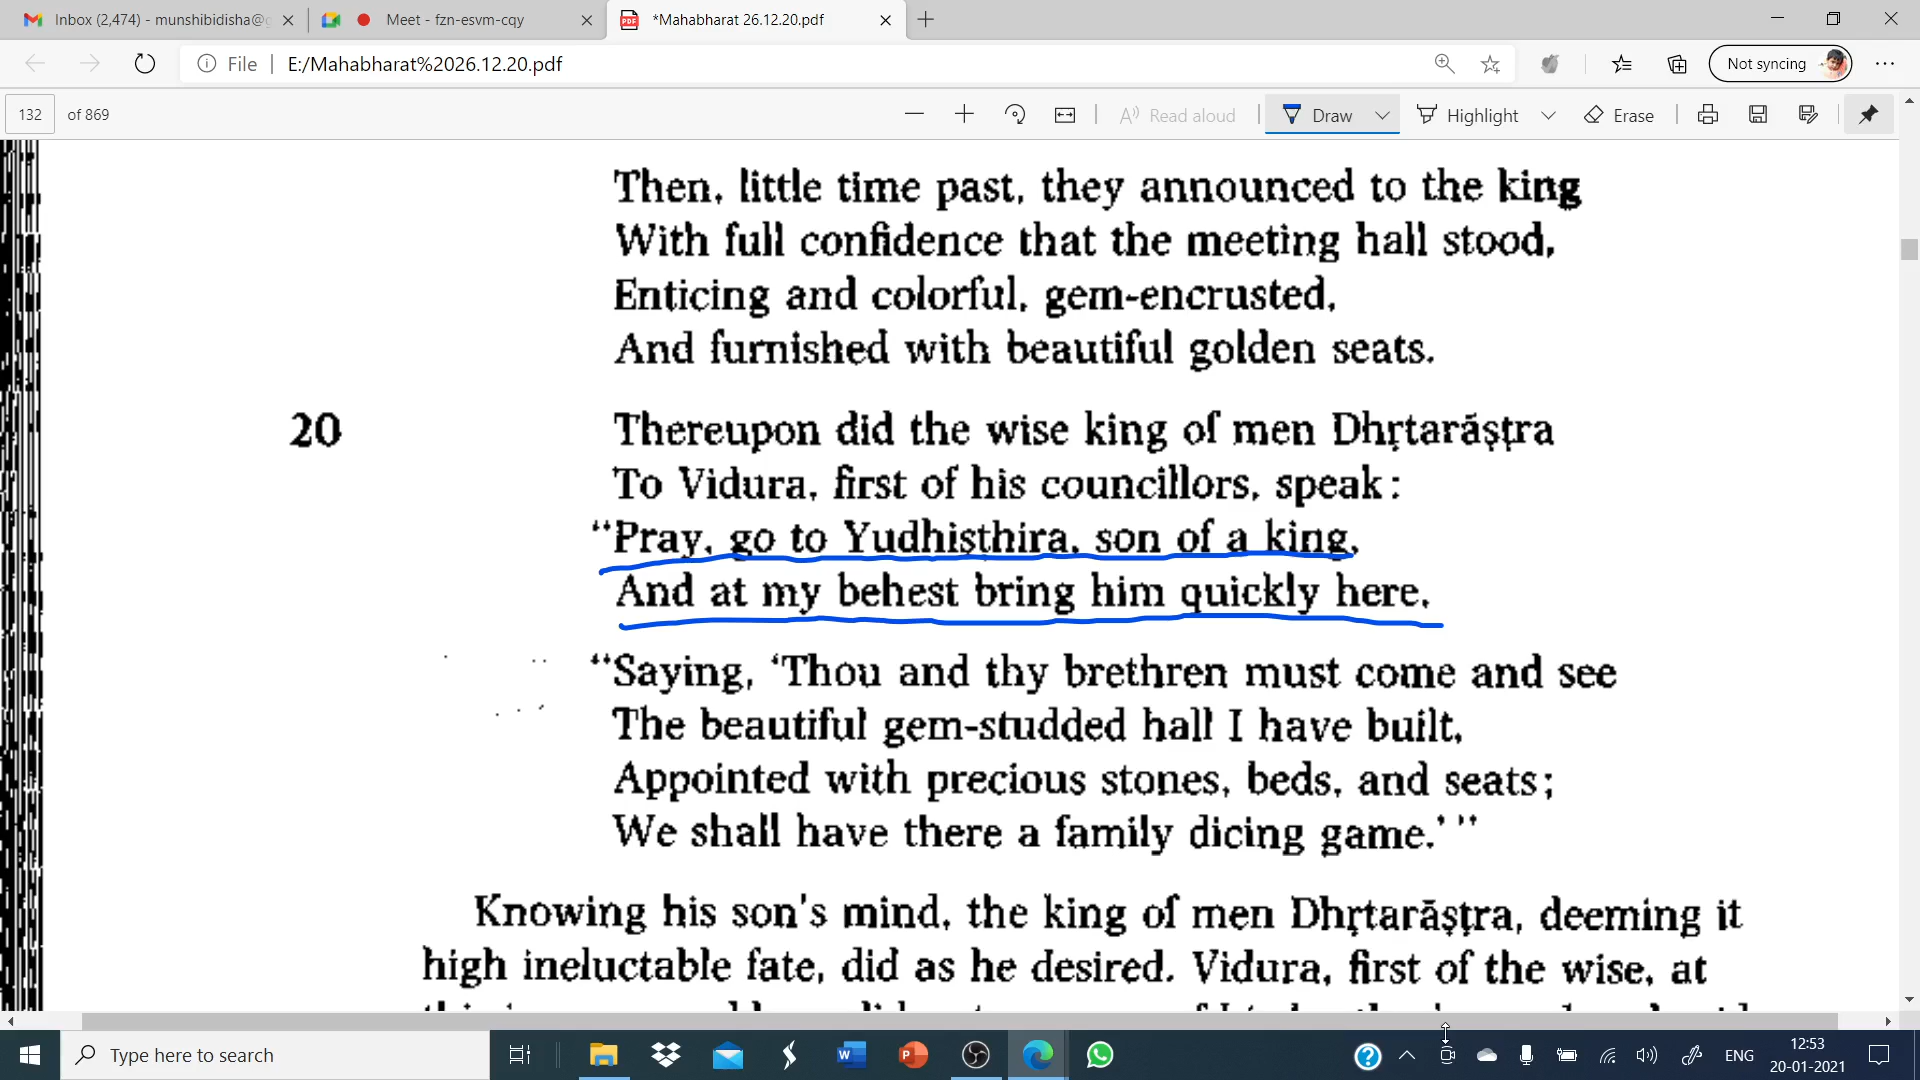 Inbox (2,474) - munshibidisha@g
Meet - fzn-esvm-cqy
*Mahabharat 26.12.20.pdf
File
E:/Mahabharat%2026.12.20.pdf
Not syncing
132 of 869
Read aloud
Draw
Highlight
Erase
Then, little time past, they announced to the king
With full confidence that the meeting hall stood,
Enticing and colorful, gem-encrusted,
And furnished with beautiful golden seats.
20 Thereupon did the wise king of men Dhṛtarāṣṭra
To Vidura, first of his councillors, speak:
"Pray, go to Yudhisthira, son of a king,
And at my behest bring him quickly here,
"Saying, 'Thou and thy brethren must come and see
The beautiful gem-studded hall I have built,
Appointed with precious stones, beds, and seats;
We shall have there a family dicing game.' "
Knowing his son's mind, the king of men Dhṛtarāṣṭra, deeming it
high ineluctable fate, did as he desired. Vidura, first of the wise, at
Type here to search
ENG
12:53
20-01-2021